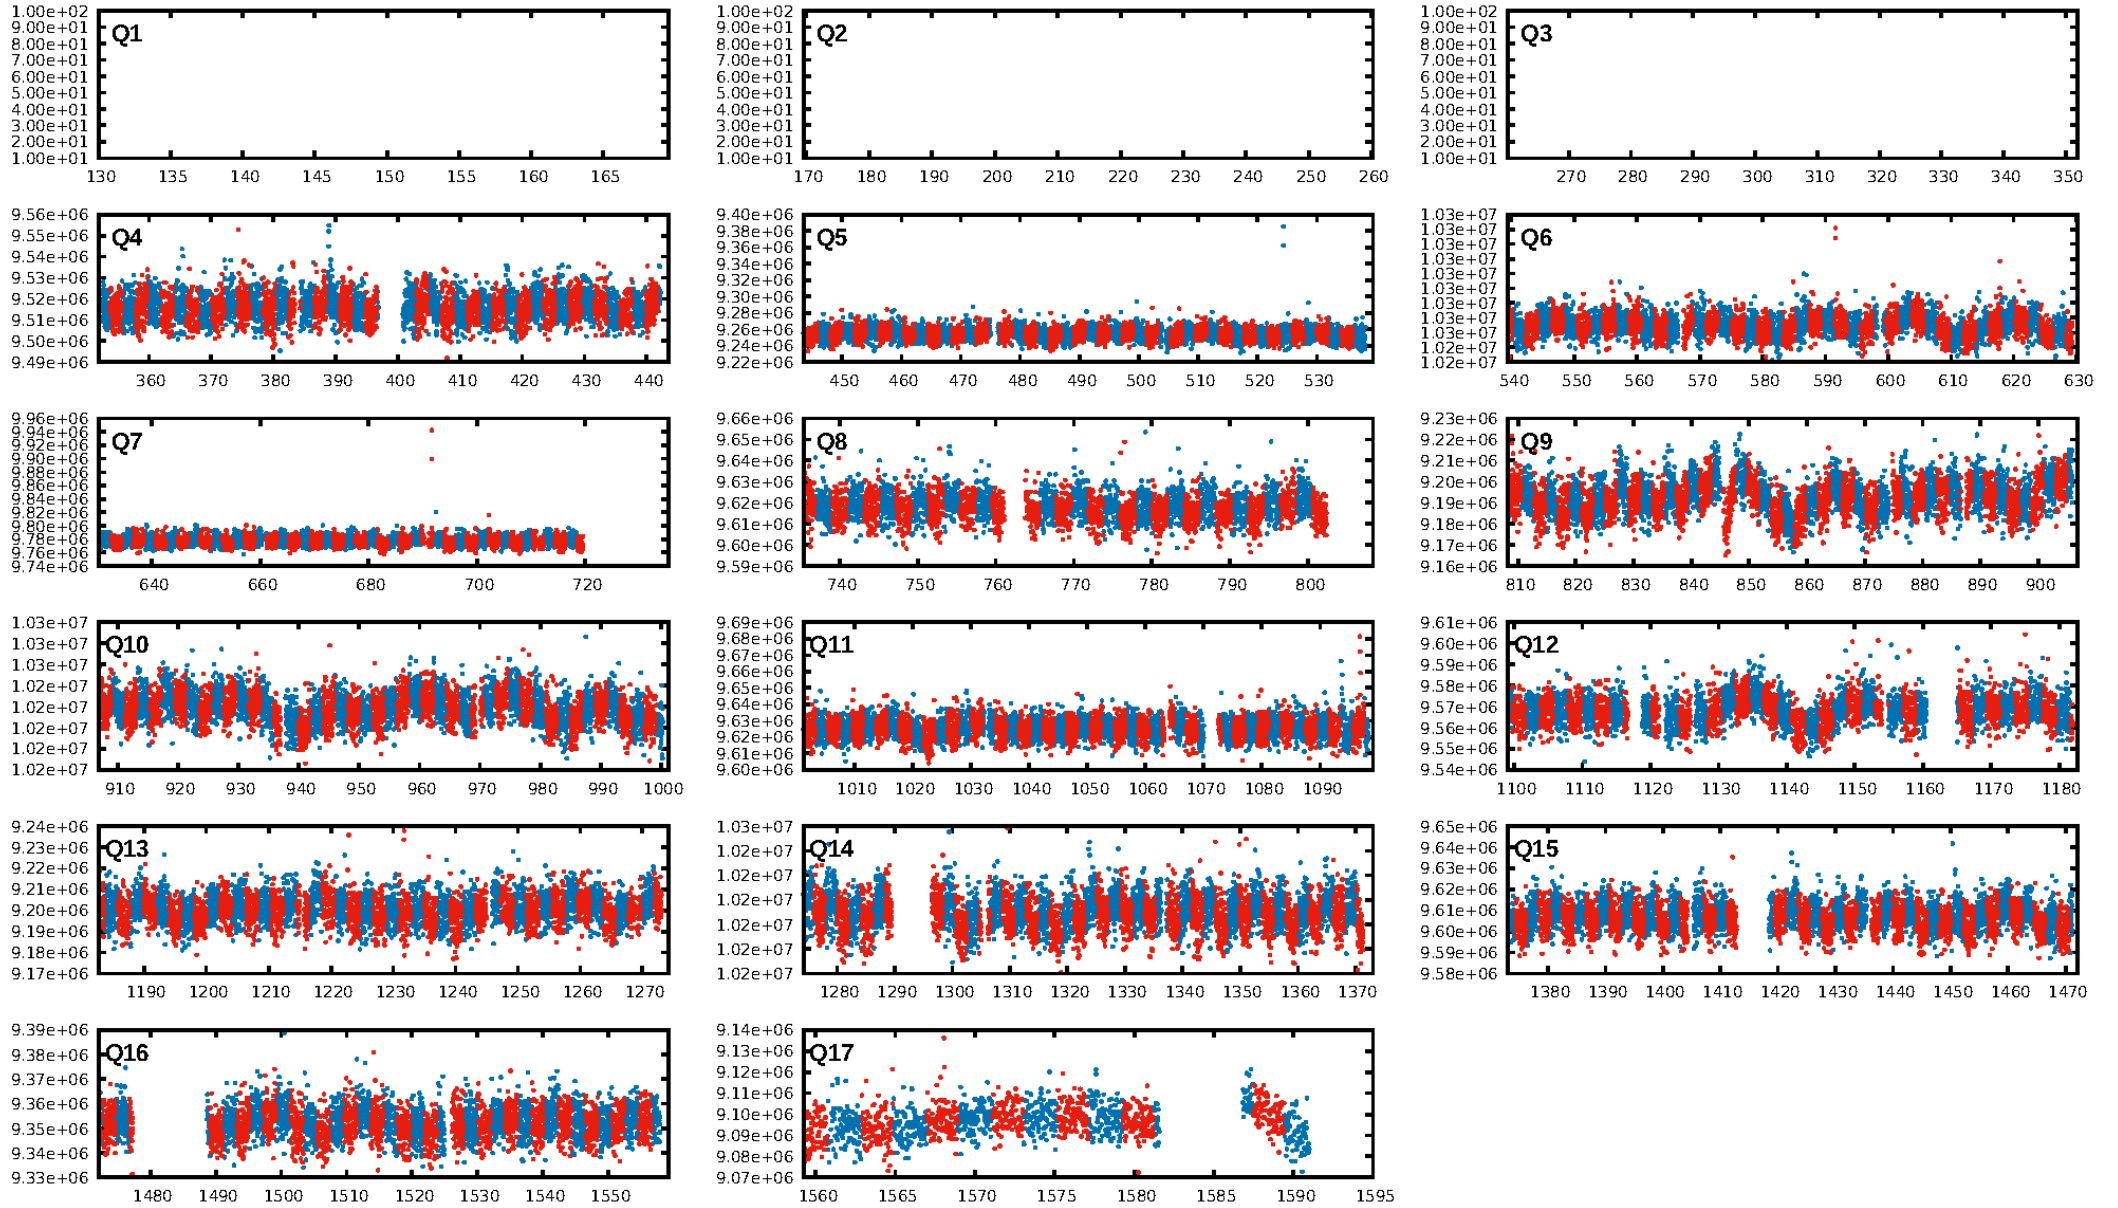 Q1
1.00e+02
9.00e+01
8.00e+01
7.00e+01
6.00e+01
5.00e+01
4.00e+01
3.00e+01
2.00e+01
1.00e+01
130 135 140 145 150 155 160 165
Q2
1.00e+02
9.00e+01
8.00e+01
7.00e+01
6.00e+01
5.00e+01
4.00e+01
3.00e+01
2.00e+01
1.00e+01
170 180 190 200 210 220 230 240 250 260
Q3
1.00e+02
9.00e+01
8.00e+01
7.00e+01
6.00e+01
5.00e+01
4.00e+01
3.00e+01
2.00e+01
1.00e+01
270 280 290 300 310 320 330 340 350
Q4
9.56e+06
9.55e+06
9.54e+06
9.53e+06
9.52e+06
9.51e+06
9.50e+06
9.49e+06
360 370 380 390 400 410 420 430 440
Q5
9.40e+06
9.38e+06
9.36e+06
9.34e+06
9.32e+06
9.30e+06
9.28e+06
9.26e+06
9.24e+06
9.22e+06
450 460 470 480 490 500 510 520 530
Q6
1.03e+07
1.03e+07
1.03e+07
1.03e+07
1.03e+07
1.03e+07
1.03e+07
1.03e+07
1.03e+07
1.02e+07
1.02e+07
540 550 560 570 580 590 600 610 620 630
Q7
9.96e+06
9.94e+06
9.92e+06
9.90e+06
9.88e+06
9.86e+06
9.84e+06
9.82e+06
9.80e+06
9.78e+06
9.76e+06
9.74e+06
640 660 680 700 720
Q8
9.66e+06
9.65e+06
9.64e+06
9.63e+06
9.62e+06
9.61e+06
9.60e+06
9.59e+06
740 750 760 770 780 790 800
Q9
9.23e+06
9.22e+06
9.21e+06
9.20e+06
9.19e+06
9.18e+06
9.17e+06
9.16e+06
810 820 830 840 850 860 870 880 890 900
Q10
1.03e+07
1.03e+07
1.03e+07
1.02e+07
1.02e+07
1.02e+07
1.02e+07
1.02e+07
910 920 930 940 950 960 970 980 990 1000
Q11
9.69e+06
9.68e+06
9.67e+06
9.66e+06
9.65e+06
9.64e+06
9.63e+06
9.62e+06
9.61e+06
9.60e+06
1010 1020 1030 1040 1050 1060 1070 1080 1090
Q12
9.61e+06
9.60e+06
9.59e+06
9.58e+06
9.57e+06
9.56e+06
9.55e+06
9.54e+06
1100 1110 1120 1130 1140 1150 1160 1170 1180
Q13
9.24e+06
9.23e+06
9.22e+06
9.21e+06
9.20e+06
9.19e+06
9.18e+06
9.17e+06
1190 1200 1210 1220 1230 1240 1250 1260 1270
Q14
1.03e+07
1.02e+07
1.02e+07
1.02e+07
1.02e+07
1.02e+07
1.02e+07
1280 1290 1300 1310 1320 1330 1340 1350 1360 1370
Q15
9.65e+06
9.64e+06
9.63e+06
9.62e+06
9.61e+06
9.60e+06
9.59e+06
9.58e+06
1380 1390 1400 1410 1420 1430 1440 1450 1460 1470
Q16
9.39e+06
9.38e+06
9.37e+06
9.36e+06
9.35e+06
9.34e+06
9.33e+06
1480 1490 1500 1510 1520 1530 1540 1550
Q17
9.14e+06
9.13e+06
9.12e+06
9.11e+06
9.10e+06
9.09e+06
9.08e+06
9.07e+06
1560 1565 1570 1575 1580 1585 1590 1595